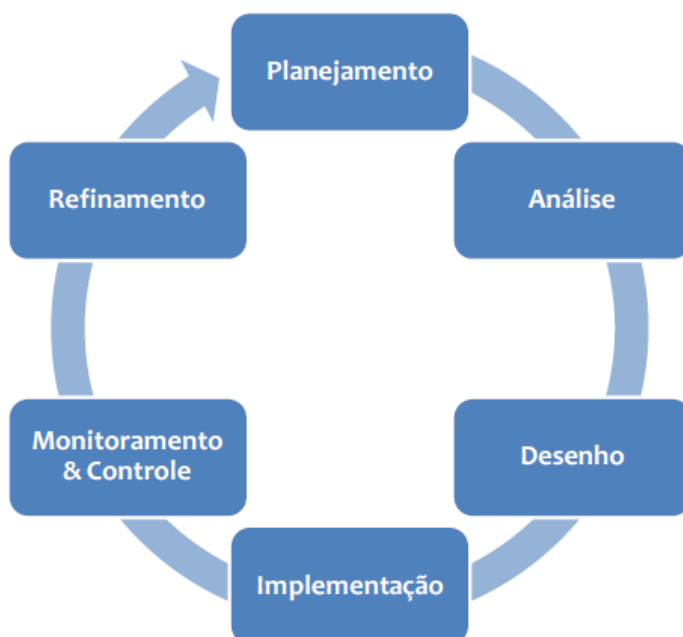 Planejamento
Análise
Desenho
Implementação
Monitoramento
& Controle
Refinamento